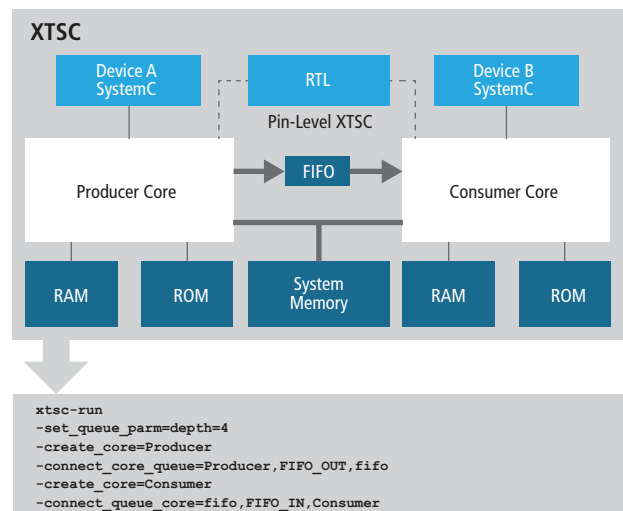 XTSC
Device A
SystemC
RTL
Device B
SystemC
Pin-Level XTSC
Producer Core
FIFO
Consumer Core
RAM
ROM
System
Memory
RAM
ROM
xtsc-run
-set_queue_parm=depth=4
-create_core=Producer
-connect_core_queue=Producer,FIFO_OUT,fifo
-create_core=Consumer
-connect_queue_core=fifo,FIFO_IN,Consumer